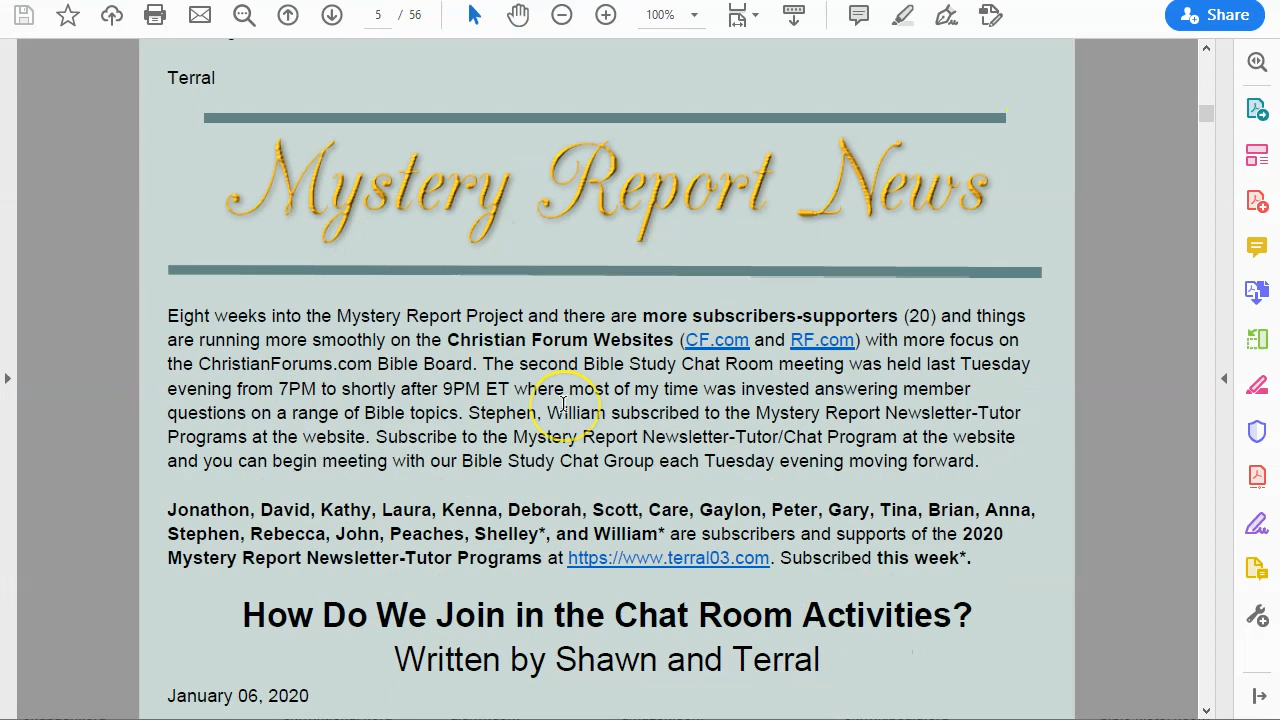 5 / 56
100%
Share
Terral
Mystery Report News
Eight weeks into the Mystery Report Project and there are more subscribers-supporters (20) and things
are running more smoothly on the Christian Forum Websites (CF.com and RF.com) with more focus on
the ChristianForums.com Bible Board. The second Bible Study Chat Room meeting was held last Tuesday
evening from 7PM to shortly after 9PM ET where most of my time was invested answering member
questions on a range of Bible topics. Stephen, William subscribed to the Mystery Report Newsletter-Tutor
Programs at the website. Subscribe to the Mystery Report Newsletter-Tutor/Chat Program at the website
and you can begin meeting with our Bible Study Chat Group each Tuesday evening moving forward.
Jonathon, David, Kathy, Laura, Kenna, Deborah, Scott, Care, Gaylon, Peter, Gary, Tina, Brian, Anna,
Stephen, Rebecca, John, Peaches, Shelley*, and William* are subscribers and supports of the 2020
Mystery Report Newsletter-Tutor Programs at https://www.terral03.com. Subscribed this week*.
How Do We Join in the Chat Room Activities?
Written by Shawn and Terral
January 06, 2020